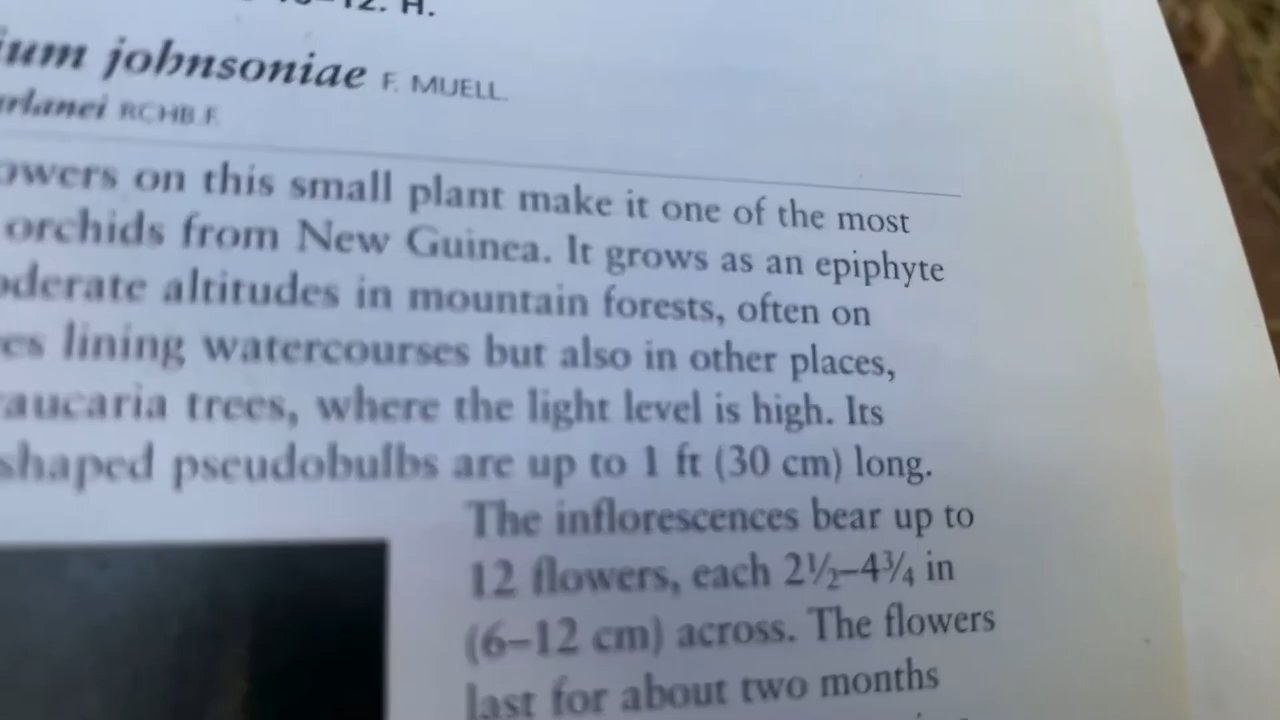 12. H.
ium johnsoniae F. MUELL.
rlanei RCHB.F.
owers on this small plant make it one of the most
orchids from New Guinea. It grows as an epiphyte
oderate altitudes in mountain forests, often on
es lining watercourses but also in other places,
aucaria trees, where the light level is high. Its
shaped pseudobulbs are up to 1 ft (30 cm) long.
The inflorescences bear up to
12 flowers, each 2½–4¾ in
(6–12 cm) across. The flowers
last for about two months